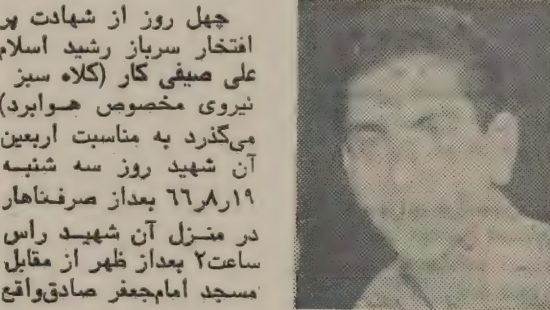 چهل روز از شهادت پر
افتخار سرباز رشید اسلام
علی صیفی کار (کلاه سبز
نیروی مخصوص هوابرد)
می‌گذرد به مناسبت اربعین
آن شهید روز سه شنبه
۱۹ر۸ر۶۶ بعداز صرف‌ناهار
در منزل آن شهید راس
ساعت۲ بعداز ظهر از مقابل
مسجد امام‌جعفر صادق‌واقع